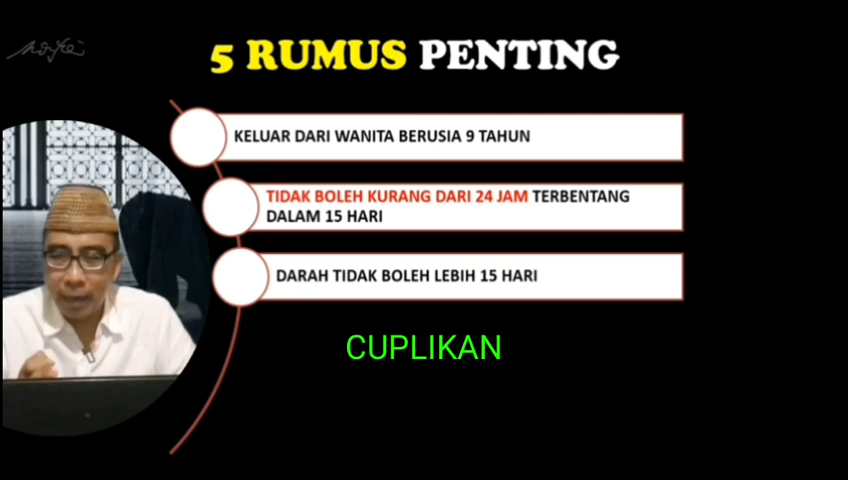 5 RUMUS PENTING
KELUAR DARI WANITA BERUSIA 9 TAHUN
TIDAK BOLEH KURANG DARI 24 JAM TERBENTANG
DALAM 15 HARI
DARAH TIDAK BOLEH LEBIH 15 HARI
CUPLIKAN